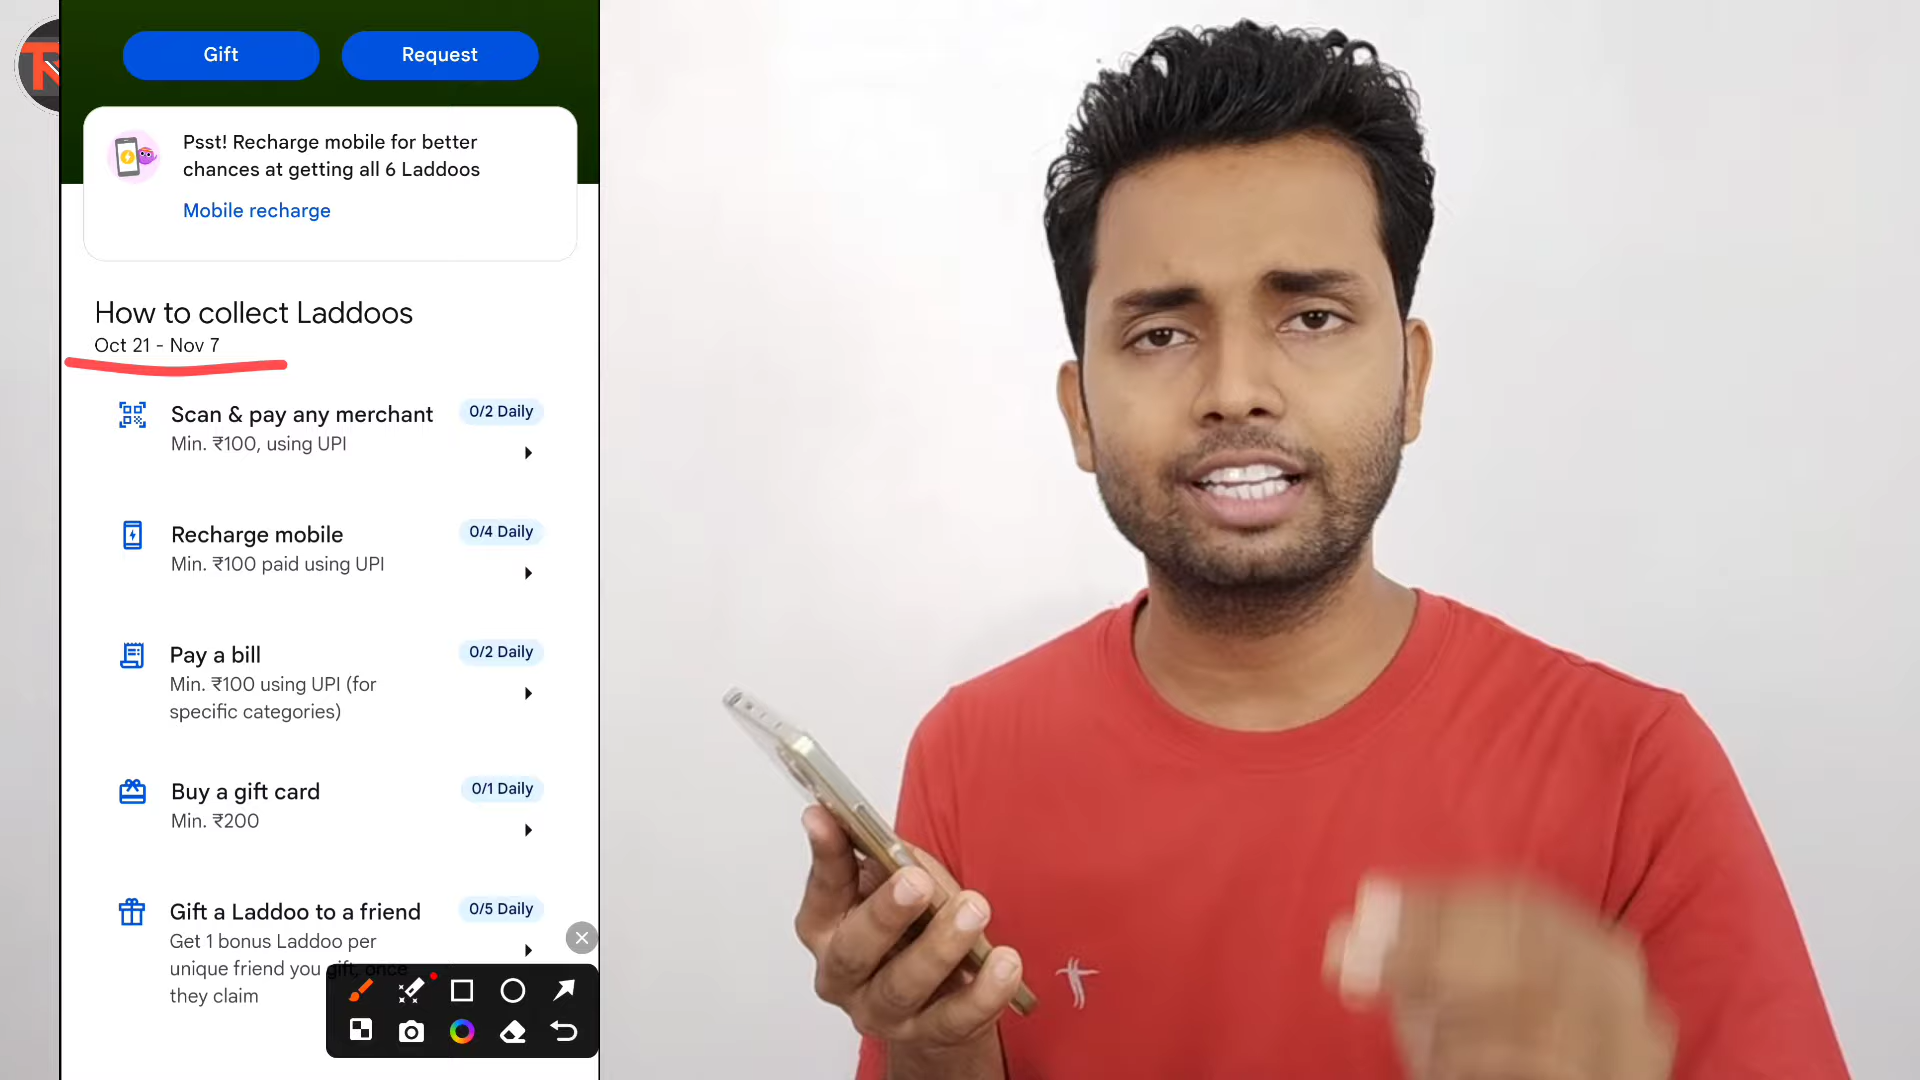 Gift
Request
Psst! Recharge mobile for better
chances at getting all 6 Laddoos
Mobile recharge
How to collect Laddoos
Oct 21 - Nov 7
Scan & pay any merchant
0/2 Daily
Min. ₹100, using UPI
Recharge mobile
0/4 Daily
Min. ₹100 paid using UPI
Pay a bill
0/2 Daily
Min. ₹100 using UPI (for
specific categories)
Buy a gift card
0/1 Daily
Min. ₹200
Gift a Laddoo to a friend
0/5 Daily
Get 1 bonus Laddoo per
unique friend you gift, once
they claim